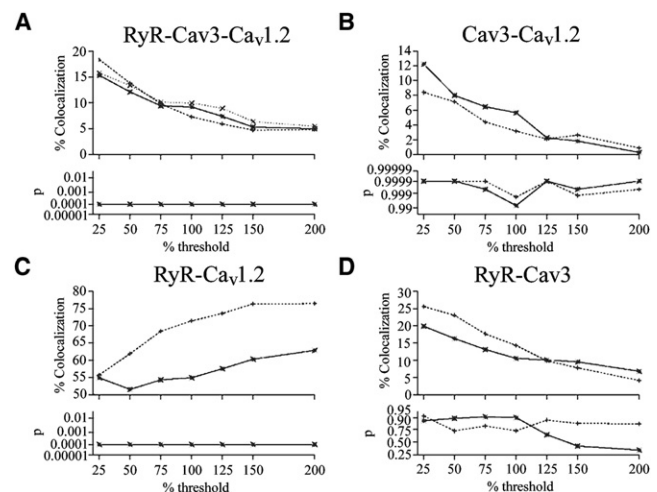 A
RyR-Cav3-Cav1.2
% Colocalization
20
15
10
5
0
p
0.01
0.001
0.0001
0.00001
25 50 75 100 125 150 200
% threshold
B
Cav3-Cav1.2
% Colocalization
14
12
10
8
6
4
2
0
p
0.99999
0.9999
0.999
0.99
25 50 75 100 125 150 200
% threshold
C
RyR-Cav1.2
% Colocalization
80
75
70
65
60
55
50
p
0.01
0.001
0.0001
0.00001
25 50 75 100 125 150 200
% threshold
D
RyR-Cav3
% Colocalization
30
25
20
15
10
5
0
p
0.95
0.90
0.75
0.50
0.25
25 50 75 100 125 150 200
% threshold